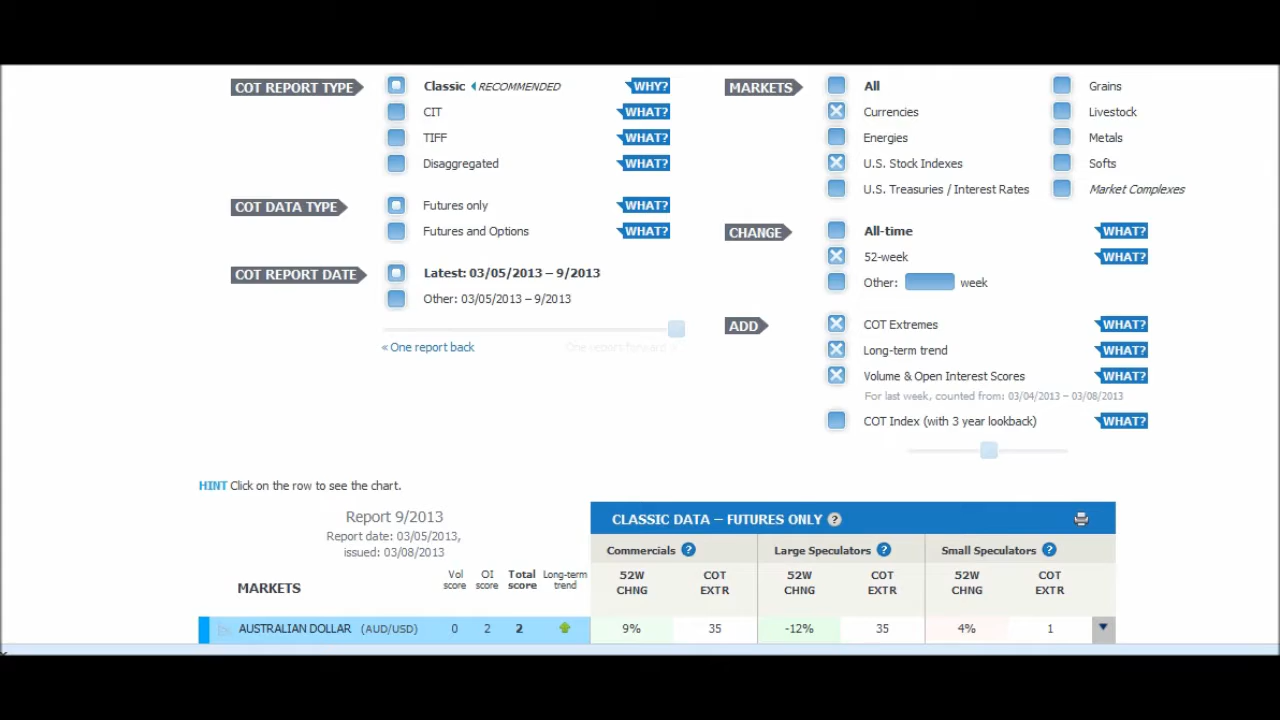 COT REPORT TYPE
Classic RECOMMENDED WHY?
CIT WHAT?
TIFF WHAT?
Disaggregated WHAT?
COT DATA TYPE
Futures only WHAT?
Futures and Options WHAT?
COT REPORT DATE
Latest: 03/05/2013 – 9/2013
Other: 03/05/2013 – 9/2013
« One report back One report forward »
MARKETS
All Grains
Currencies Livestock
Energies Metals
U.S. Stock Indexes Softs
U.S. Treasuries / Interest Rates Market Complexes
CHANGE
All-time WHAT?
52-week WHAT?
Other: week
ADD
COT Extremes WHAT?
Long-term trend WHAT?
Volume & Open Interest Scores WHAT?
For last week, counted from: 03/04/2013 – 03/08/2013
COT Index (with 3 year lookback) WHAT?
HINT Click on the row to see the chart.
Report 9/2013
Report date: 03/05/2013,
issued: 03/08/2013
CLASSIC DATA – FUTURES ONLY ?
Commercials ? Large Speculators ? Small Speculators ?
MARKETS
Vol score
OI score
Total score
Long-term trend
52W CHNG
COT EXTR
52W CHNG
COT EXTR
52W CHNG
COT EXTR
AUSTRALIAN DOLLAR (AUD/USD) 0 2 2 9% 35 -12% 35 4% 1